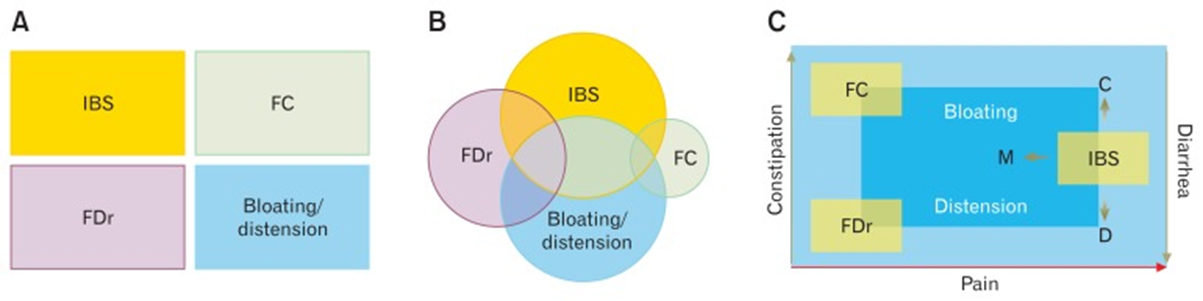 A
IBS
FC
FDr
Bloating/
distension
B
IBS
FDr
FC
Bloating/
distension
C
Constipation
FC
Bloating
C
M
IBS
Distension
FDr
D
Diarrhea
Pain